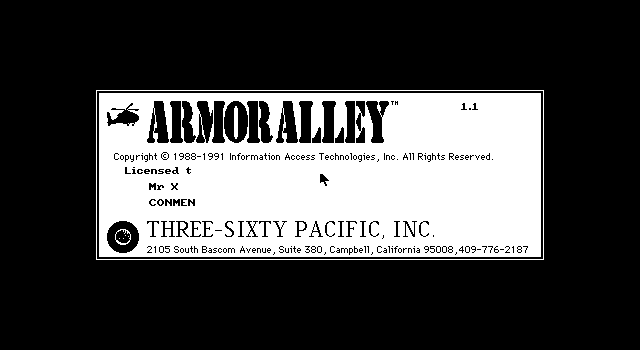 ARMOR ALLEY™ 1.1
Copyright © 1988-1991 Information Access Technologies, Inc. All Rights Reserved.
Licensed t
Mr X
CONMEN
THREE-SIXTY PACIFIC, INC.
2105 South Bascom Avenue, Suite 380, Campbell, California 95008,409-776-2187